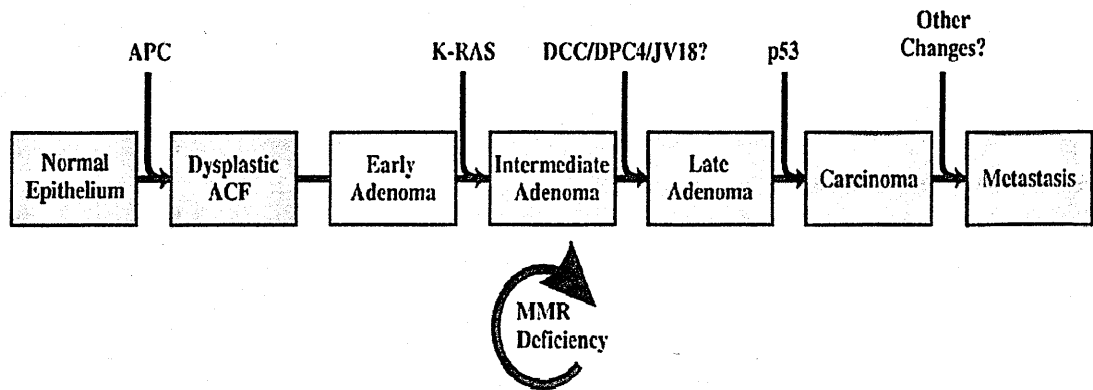 APC
K-RAS
DCC/DPC4/JV18?
p53
Other
Changes?
Normal
Epithelium
Dysplastic
ACF
Early
Adenoma
Intermediate
Adenoma
Late
Adenoma
Carcinoma
Metastasis
MMR
Deficiency